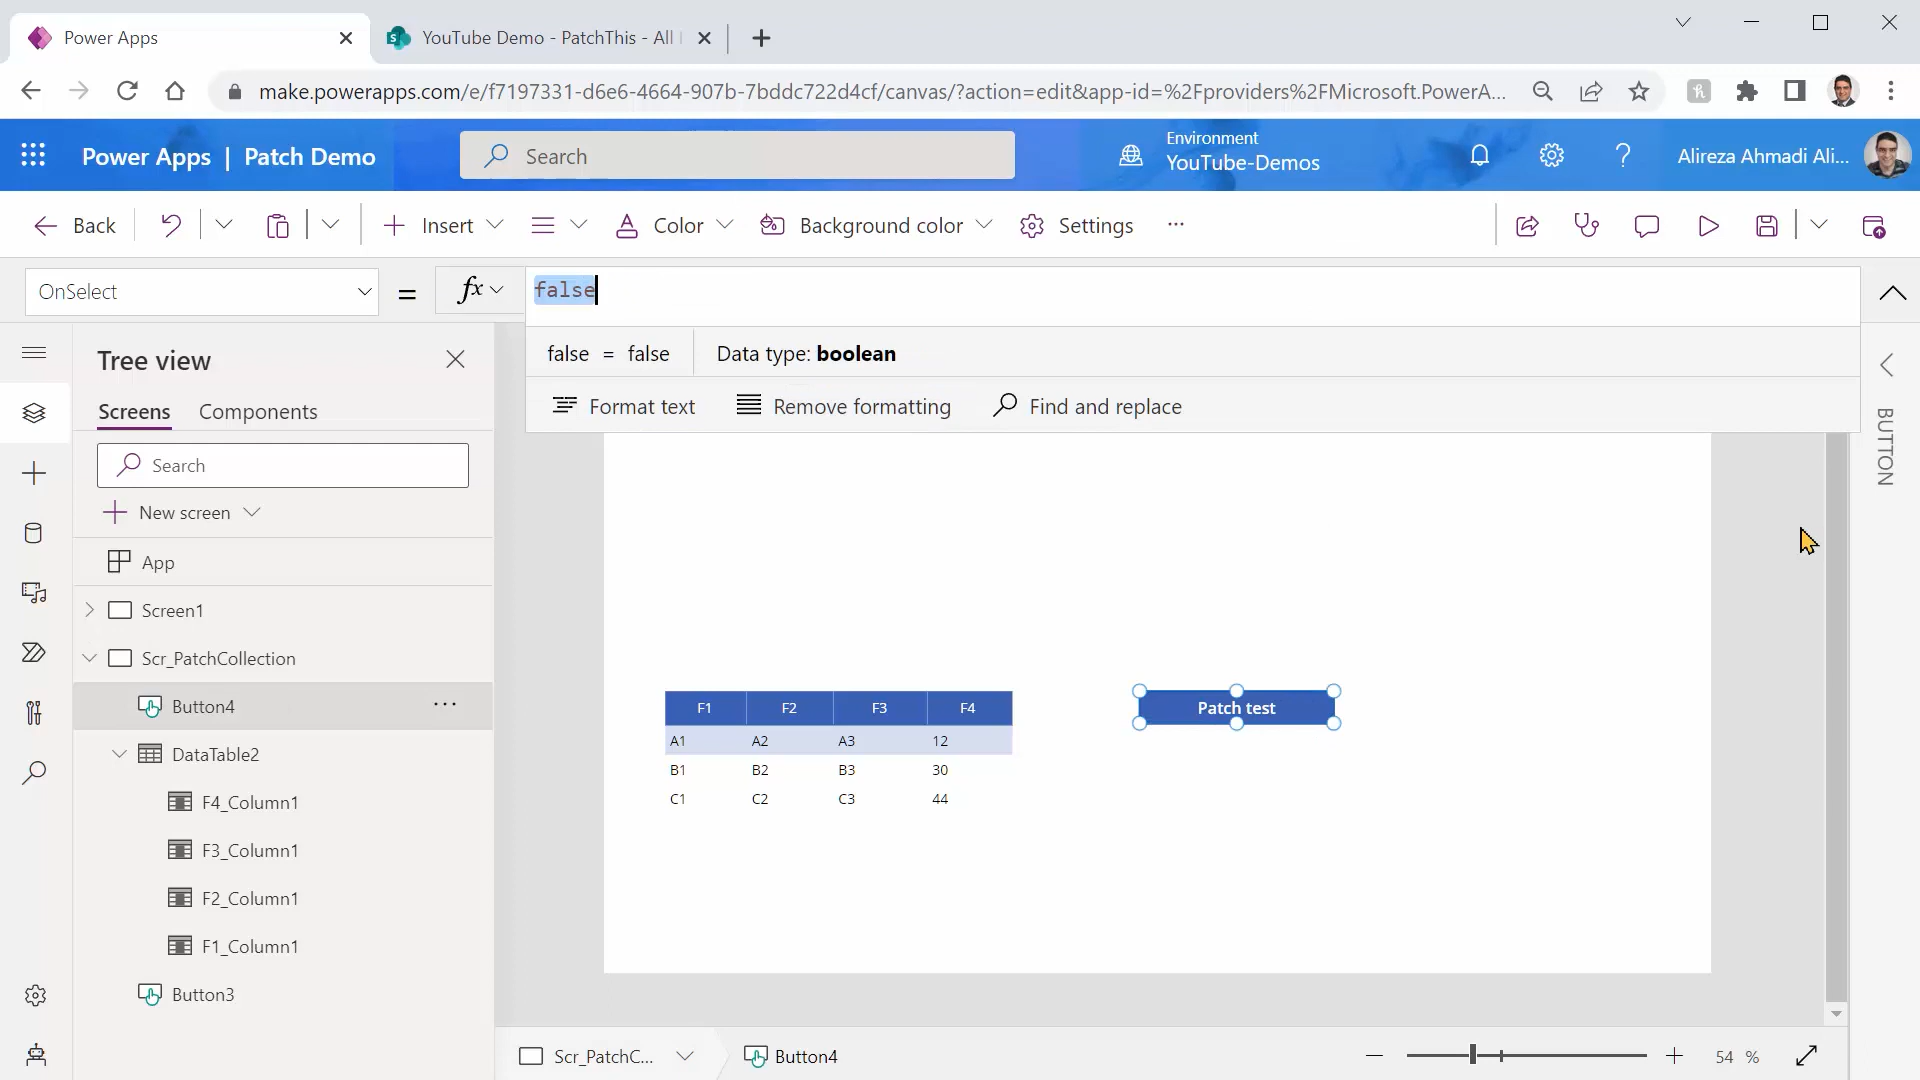 Power Apps
YouTube Demo - PatchThis - All
make.powerapps.com/e/f7197331-d6e6-4664-907b-7bddc722d4cf/canvas/?action=edit&app-id=%2Fproviders%2FMicrosoft.PowerA...
Power Apps | Patch Demo
Search
Environment
YouTube-Demos
Alireza Ahmadi Ali...
Back
Insert
Color
Background color
Settings
OnSelect
=
fx
false
false = false
Data type: boolean
Format text
Remove formatting
Find and replace
Tree view
Screens
Components
Search
New screen
App
Screen1
Scr_PatchCollection
Button4
DataTable2
F4_Column1
F3_Column1
F2_Column1
F1_Column1
Button3
F1 F2 F3 F4
A1 A2 A3 12
B1 B2 B3 30
C1 C2 C3 44
Patch test
BUTTON
Scr_PatchC...
Button4
54 %